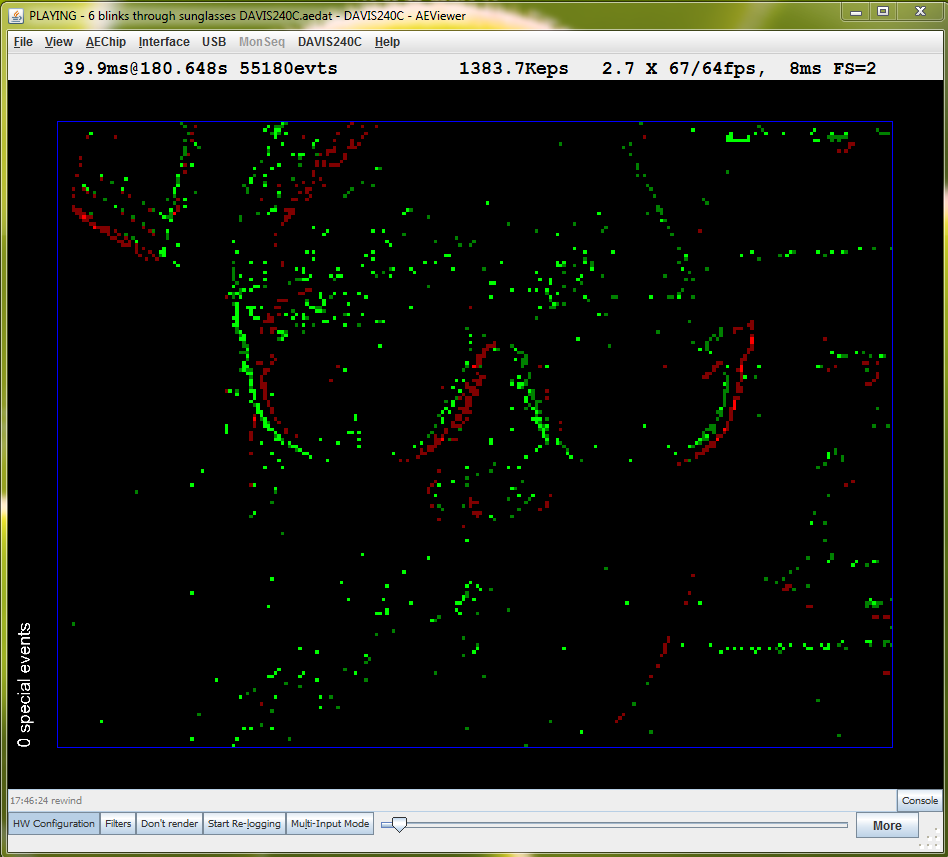 PLAYING - 6 blinks through sunglasses DAVIS240C.aedat - DAVIS240C - AEViewer
File View AEChip Interface USB MonSeq DAVIS240C Help
39.9ms@180.648s 55180evts 1383.7Keps 2.7 X 67/64fps, 8ms FS=2
0 special events
17:46:24 rewind
Console
HW Configuration Filters Don't render Start Re-logging Multi-Input Mode More